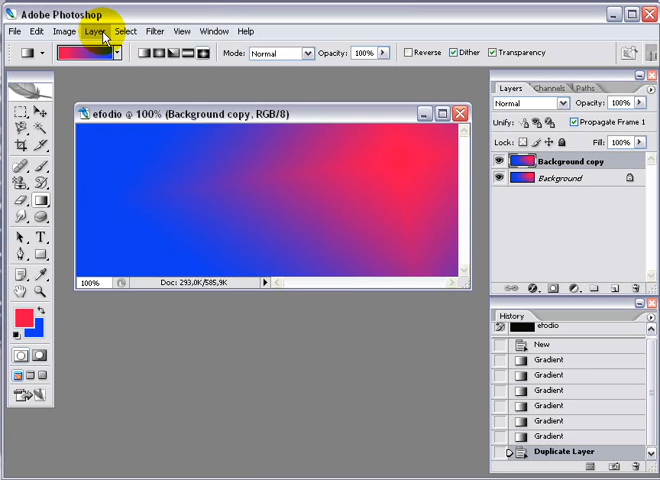 Adobe Photoshop
File Edit Image Layer Select Filter View Window Help
Mode: Normal Opacity: 100% Reverse Dither Transparency
Layers Channels Paths
Normal Opacity: 100%
Unify: Propagate Frame 1
Lock: Fill: 100%
Background copy
Background
efodio @ 100% (Background copy, RGB/8)
100% Doc: 293,0K/585,9K
History
efodio
New
Gradient
Gradient
Gradient
Gradient
Gradient
Gradient
Duplicate Layer